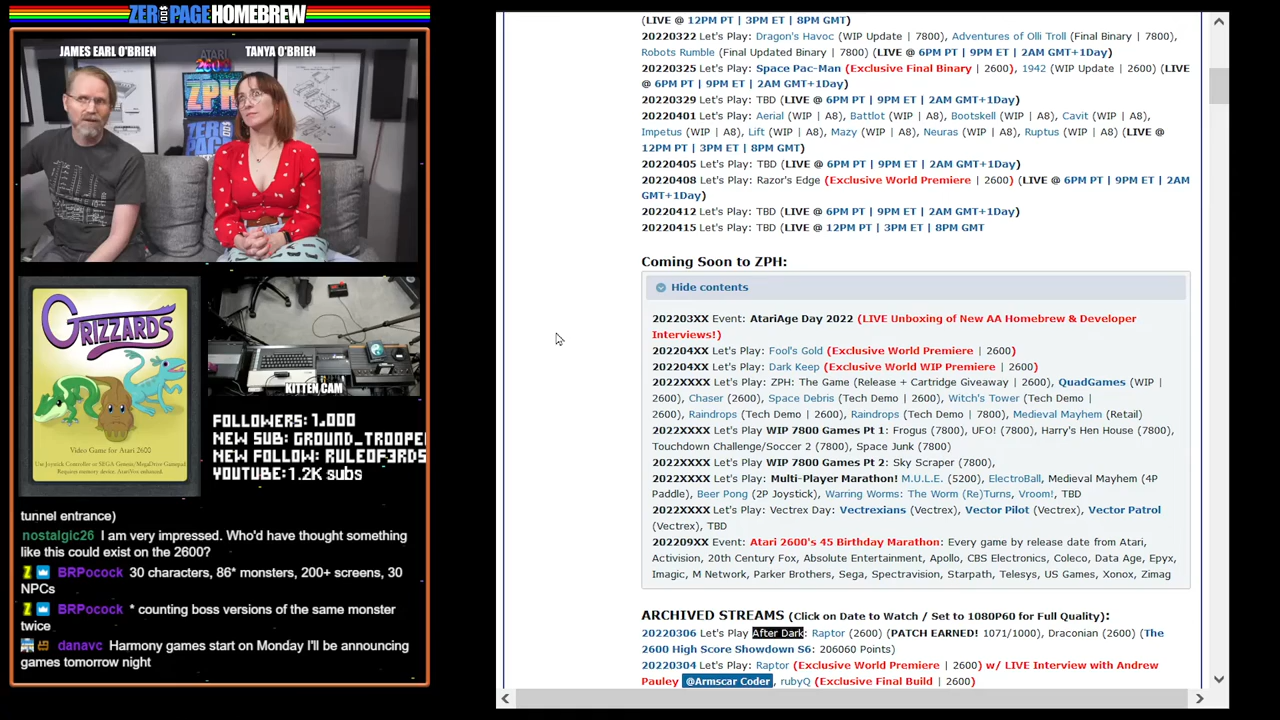 ZEROPAGE HOMEBREW
JAMES EARL O'BRIEN
TANYA O'BRIEN
ATARI
ZPH
GRIZZARDS
Video Game for Atari 2600
Use Joystick Controller or SEGA Genesis/MegaDrive Gamepad
Requires memory device, AtariVox enhanced.
KITTEN CAM
FOLLOWERS: 1,000
NEW SUB: GROUND_TROOPER
NEW FOLLOW: RULEOF3RDS
YOUTUBE: 1.2K subs
tunnel entrance)
nostalgic26 I am very impressed. Who'd have thought something
like this could exist on the 2600?
BRPocock 30 characters, 86* monsters, 200+ screens, 30
NPCs
BRPocock * counting boss versions of the same monster
twice
danavc Harmony games start on Monday I'll be announcing
games tomorrow night
(LIVE @ 12PM PT | 3PM ET | 8PM GMT)
20220322 Let's Play: Dragon's Havoc (WIP Update | 7800), Adventures of Olli Troll (Final Binary | 7800),
Robots Rumble (Final Updated Binary | 7800) (LIVE @ 6PM PT | 9PM ET | 2AM GMT+1Day)
20220325 Let's Play: Space Pac-Man (Exclusive Final Binary | 2600), 1942 (WIP Update | 2600) (LIVE
@ 6PM PT | 9PM ET | 2AM GMT+1Day)
20220329 Let's Play: TBD (LIVE @ 6PM PT | 9PM ET | 2AM GMT+1Day)
20220401 Let's Play: Aerial (WIP | A8), Battlot (WIP | A8), Bootskell (WIP | A8), Cavit (WIP | A8),
Impetus (WIP | A8), Lift (WIP | A8), Mazy (WIP | A8), Neuras (WIP | A8), Ruptus (WIP | A8) (LIVE @
12PM PT | 3PM ET | 8PM GMT)
20220405 Let's Play: TBD (LIVE @ 6PM PT | 9PM ET | 2AM GMT+1Day)
20220408 Let's Play: Razor's Edge (Exclusive World Premiere | 2600) (LIVE @ 6PM PT | 9PM ET | 2AM
GMT+1Day)
20220412 Let's Play: TBD (LIVE @ 6PM PT | 9PM ET | 2AM GMT+1Day)
20220415 Let's Play: TBD (LIVE @ 12PM PT | 3PM ET | 8PM GMT
Coming Soon to ZPH:
Hide contents
202203XX Event: AtariAge Day 2022 (LIVE Unboxing of New AA Homebrew & Developer
Interviews!)
202204XX Let's Play: Fool's Gold (Exclusive World Premiere | 2600)
202204XX Let's Play: Dark Keep (Exclusive World WIP Premiere | 2600)
2022XXXX Let's Play: ZPH: The Game (Release + Cartridge Giveaway | 2600), QuadGames (WIP |
2600), Chaser (2600), Space Debris (Tech Demo | 2600), Witch's Tower (Tech Demo |
2600), Raindrops (Tech Demo | 2600), Raindrops (Tech Demo | 7800), Medieval Mayhem (Retail)
2022XXXX Let's Play WIP 7800 Games Pt 1: Frogus (7800), UFO! (7800), Harry's Hen House (7800),
Touchdown Challenge/Soccer 2 (7800), Space Junk (7800)
2022XXXX Let's Play WIP 7800 Games Pt 2: Sky Scraper (7800),
2022XXXX Let's Play: Multi-Player Marathon! M.U.L.E. (5200), ElectroBall, Medieval Mayhem (4P
Paddle), Beer Pong (2P Joystick), Warring Worms: The Worm (Re)Turns, Vroom!, TBD
2022XXXX Let's Play: Vectrex Day: Vectrexians (Vectrex), Vector Pilot (Vectrex), Vector Patrol
(Vectrex), TBD
202209XX Event: Atari 2600's 45 Birthday Marathon: Every game by release date from Atari,
Activision, 20th Century Fox, Absolute Entertainment, Apollo, CBS Electronics, Coleco, Data Age, Epyx,
Imagic, M Network, Parker Brothers, Sega, Spectravision, Starpath, Telesys, US Games, Xonox, Zimag
ARCHIVED STREAMS (Click on Date to Watch / Set to 1080P60 for Full Quality):
20220306 Let's Play After Dark: Raptor (2600) (PATCH EARNED! 1071/1000), Draconian (2600) (The
2600 High Score Showdown S6: 206060 Points)
20220304 Let's Play: Raptor (Exclusive World Premiere | 2600) w/ LIVE Interview with Andrew
Pauley @Armscar Coder, rubyQ (Exclusive Final Build | 2600)